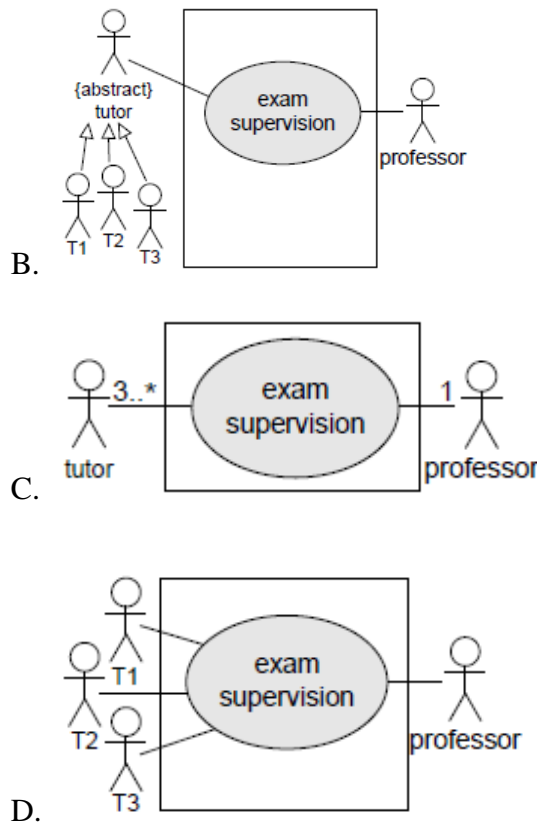 {abstract}
tutor
T1
T2
T3
exam
supervision
professor
B.
3..*
exam
supervision
1
tutor
professor
C.
T1
T2
T3
exam
supervision
professor
D.